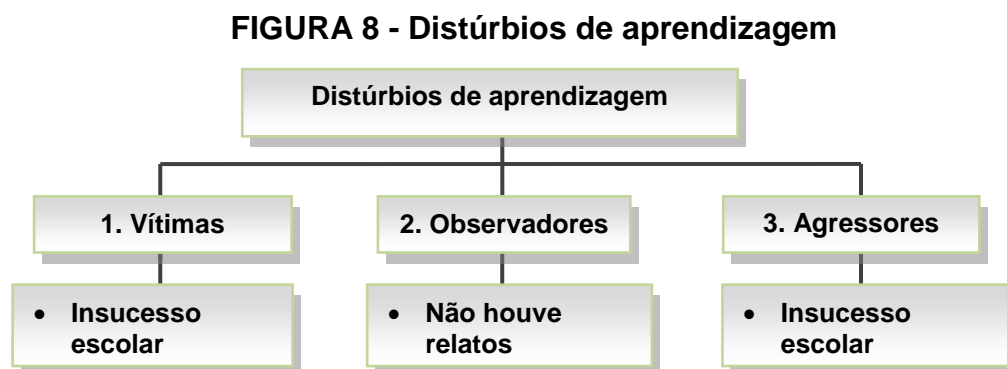 FIGURA 8 - Distúrbios de aprendizagem
Distúrbios de aprendizagem
1. Vítimas
2. Observadores
3. Agressores
• Insucesso
escolar
• Não houve
relatos
• Insucesso
escolar